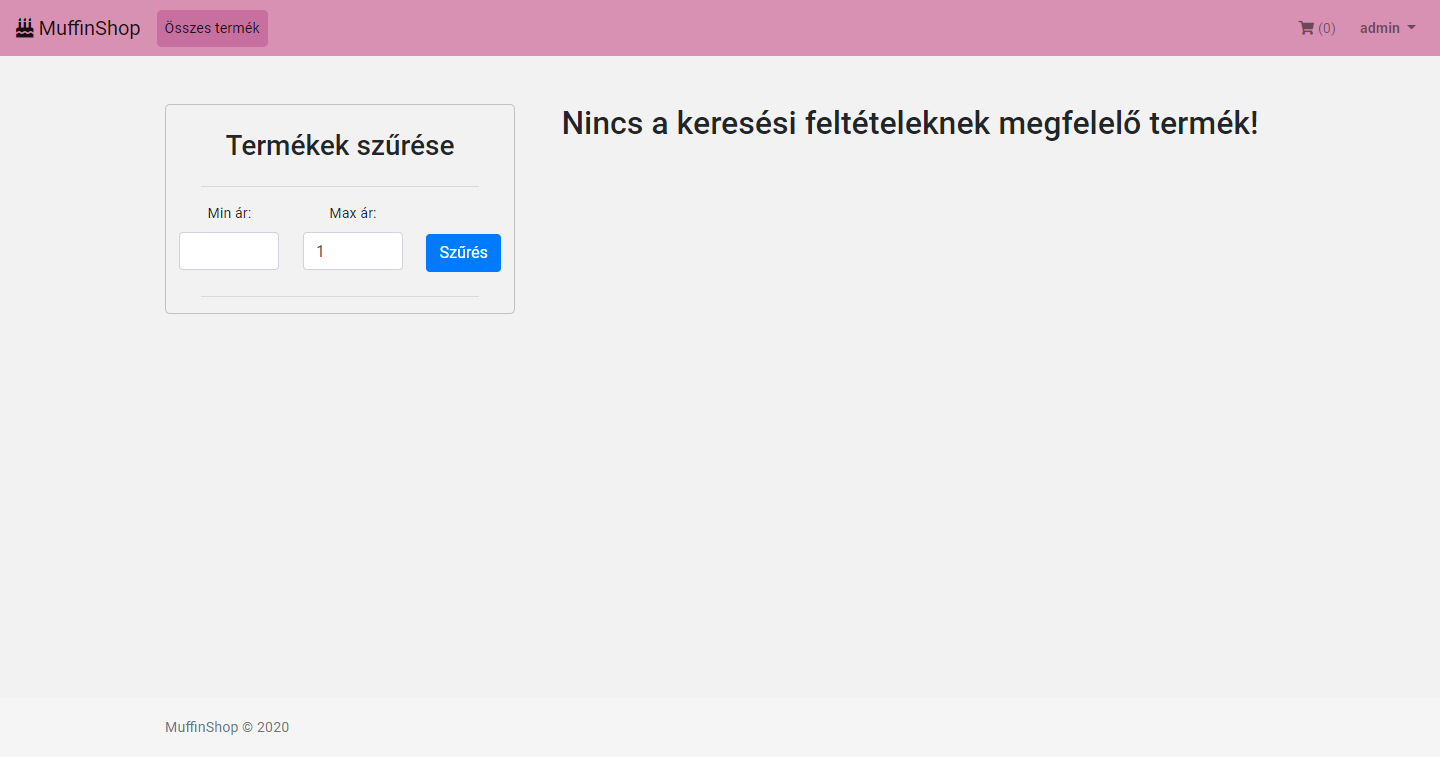 MuffinShop
Összes termék
(0)
admin
Termékek szűrése
Min ár:
Max ár:
1
Szűrés
Nincs a keresési feltételeknek megfelelő termék!
MuffinShop © 2020